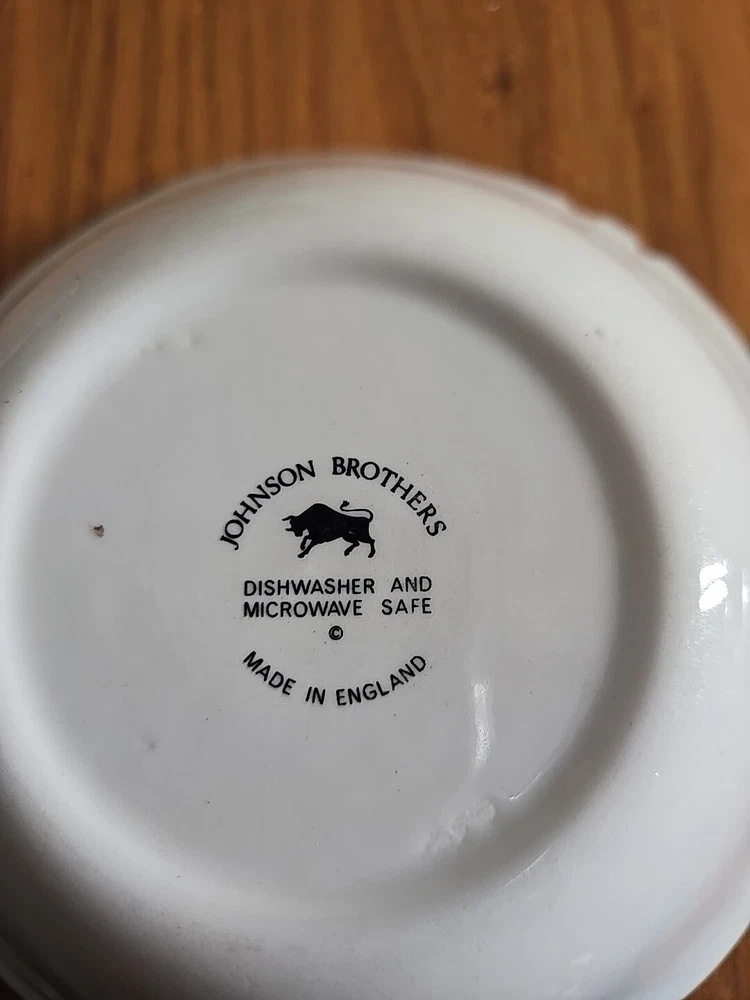 JOHNSON BROTHERS
DISHWASHER AND
MICROWAVE SAFE
©
MADE IN ENGLAND